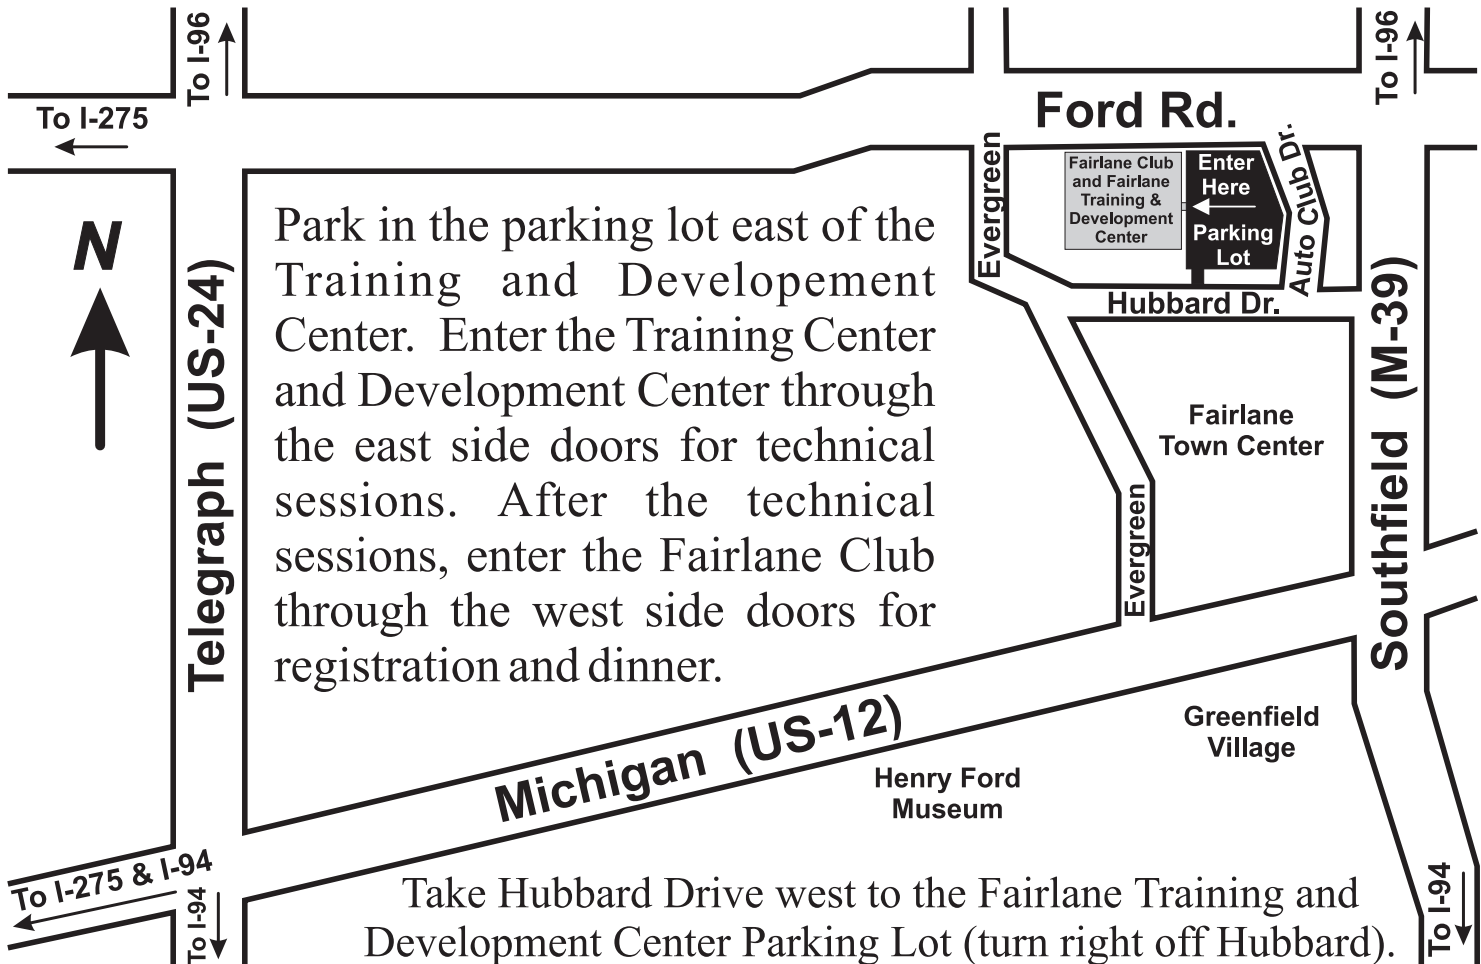 To I-96
To I-96
To I-275
Ford Rd.
Evergreen
Fairlane Club
and Fairlane
Training &
Development
Center
Enter
Here
Parking
Lot
Auto Club Dr.
Hubbard Dr.
N
Telegraph (US-24)
Park in the parking lot east of the
Training and Developement
Center. Enter the Training Center
and Development Center through
the east side doors for technical
sessions. After the technical
sessions, enter the Fairlane Club
through the west side doors for
registration and dinner.
Southfield (M-39)
Fairlane
Town Center
Evergreen
Michigan (US-12)
Greenfield
Village
Henry Ford
Museum
To I-275 & I-94
To I-94
Take Hubbard Drive west to the Fairlane Training and
Development Center Parking Lot (turn right off Hubbard).
To I-94